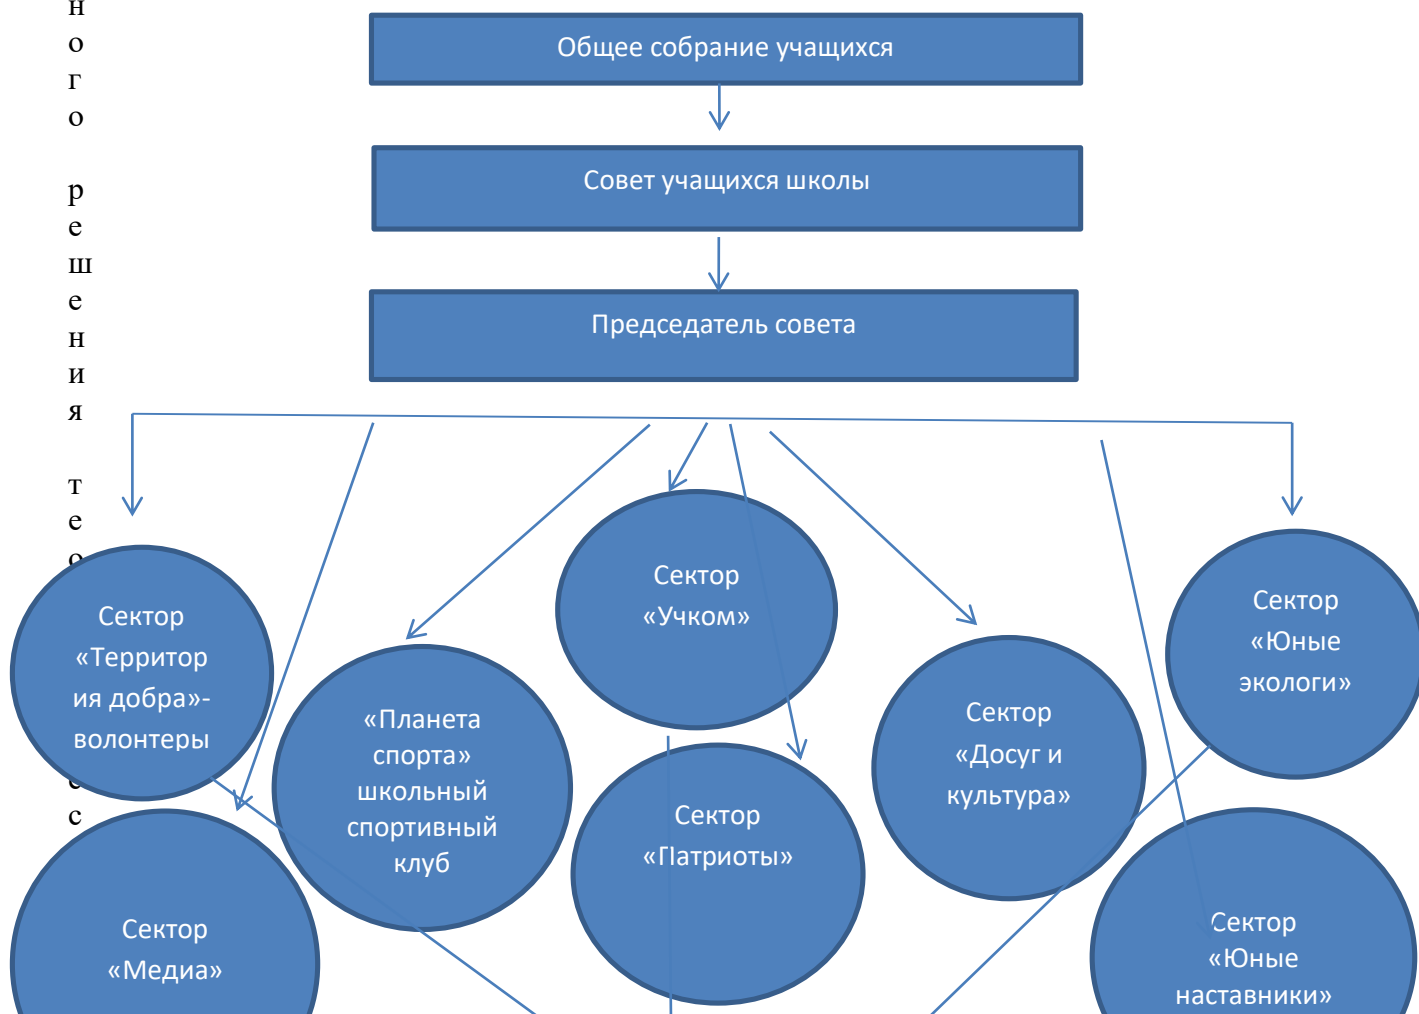 н
о
г
о
р
е
ш
е
н
и
я
т
е
о
с
Общее собрание учащихся
Совет учащихся школы
Председатель совета
Сектор
«Учком»
Сектор
«Юные
экологи»
Сектор
«Территор
ия добра»-
волонтеры
«Планета
спорта»
школьный
спортивный
клуб
Сектор
«Досуг и
культура»
Сектор
«Патриоты»
Сектор
«Медиа»
Сектор
«Юные
наставники»